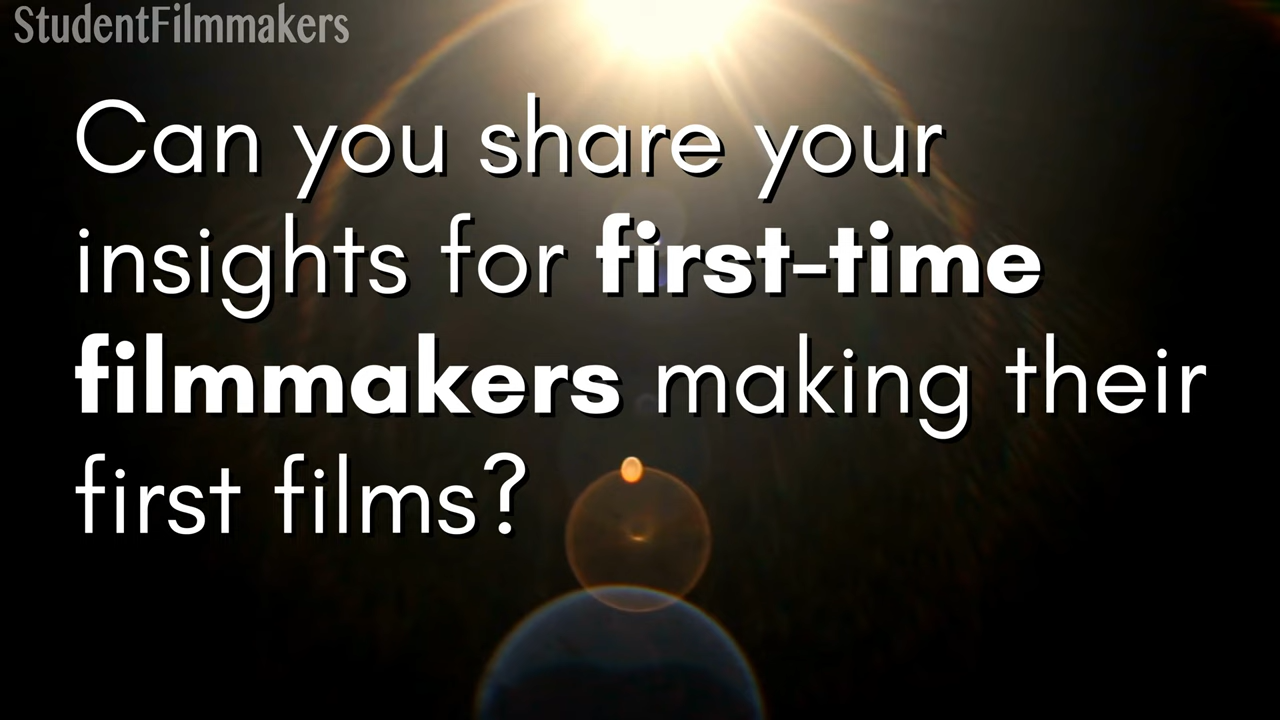 StudentFilmmakers
Can you share your
insights for first-time
filmmakers making their
first films?